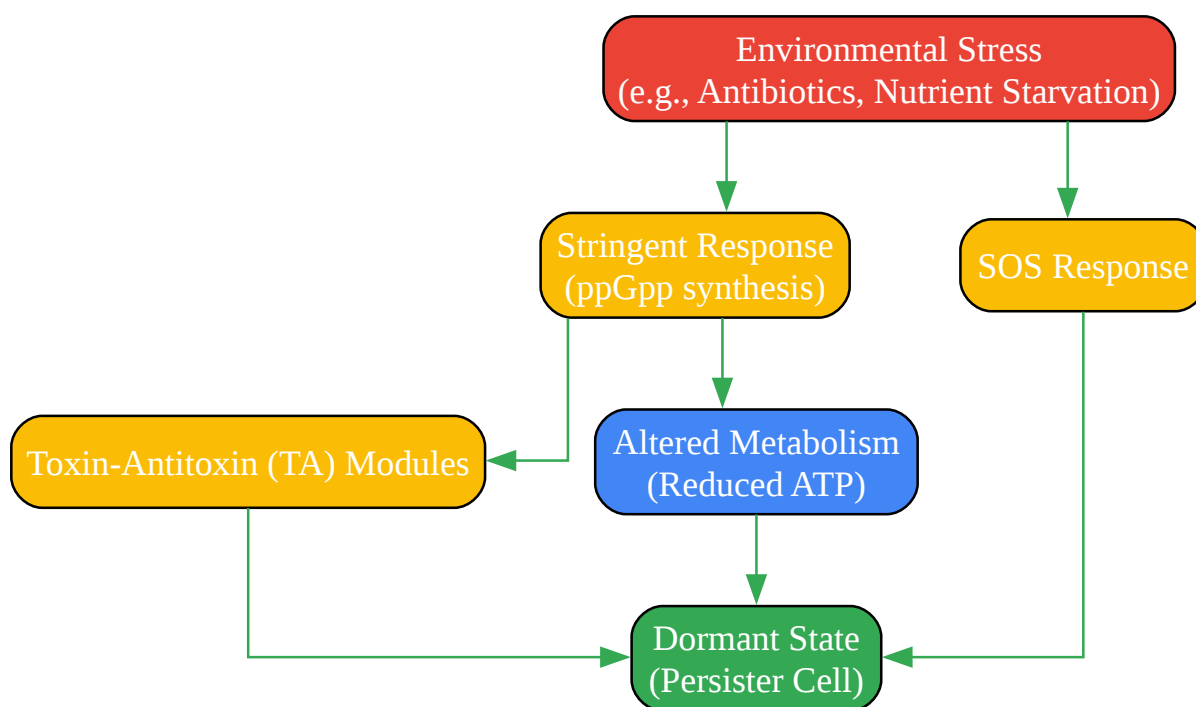 Environmental Stress
(e.g., Antibiotics, Nutrient Starvation)
Stringent Response
(ppGpp synthesis)
SOS Response
Toxin-Antitoxin (TA) Modules
Altered Metabolism
(Reduced ATP)
Dormant State
(Persister Cell)